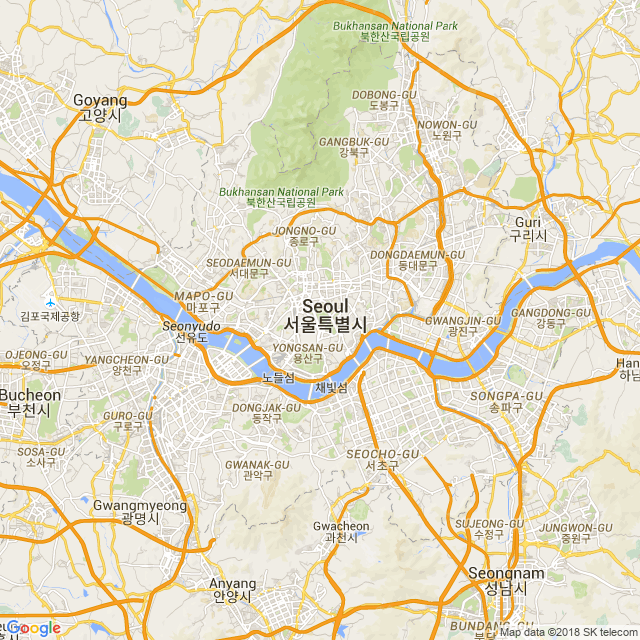 Bukhansan National Park
북한산국립공원
Goyang
고양시
DOBONG-GU
도봉구
NOWON-GU
노원구
GANGBUK-GU
강북구
Bukhansan National Park
북한산국립공원
Guri
구리시
JONGNO-GU
종로구
SEODAEMUN-GU
서대문구
DONGDAEMUN-GU
동대문구
MAPO-GU
마포구
Seoul
서울특별시
김포국제공항
Seonyudo
선유도
GWANGJIN-GU
광진구
GANGDONG-GU
강동구
YONGSAN-GU
용산구
OJEONG-GU
오정구
YANGCHEON-GU
양천구
Han
하남
노들섬
채빛섬
Bucheon
부천시
SONGPA-GU
송파구
DONGJAK-GU
동작구
GURO-GU
구로구
SOSA-GU
소사구
SEOCHO-GU
서초구
GWANAK-GU
관악구
Gwangmyeong
광명시
Gwacheon
과천시
SUJEONG-GU
수정구
JUNGWON-GU
중원구
Anyang
안양시
Seongnam
성남시
BUNDANG-GU
Google
Map data ©2018 SK telecom